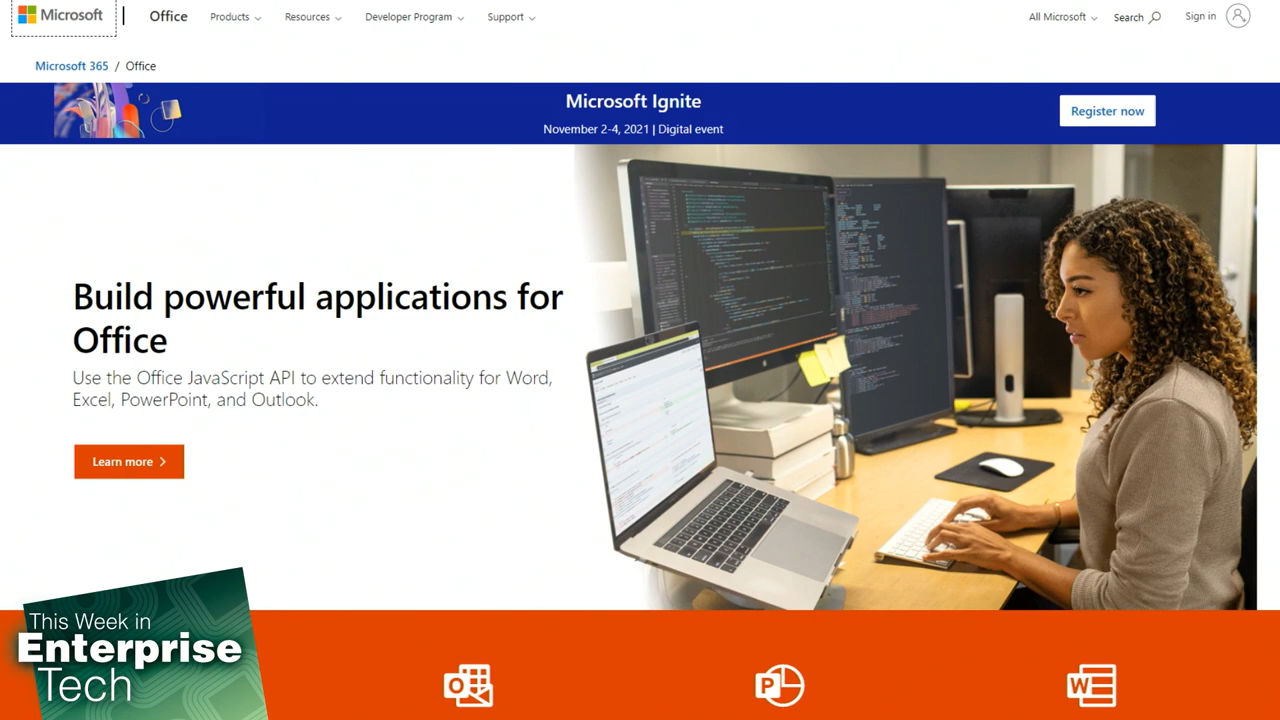 Microsoft
Office
Products
Resources
Developer Program
Support
All Microsoft
Search
Sign in
Microsoft 365 / Office
Microsoft Ignite
November 2-4, 2021 | Digital event
Register now
Build powerful applications for
Office
Use the Office JavaScript API to extend functionality for Word,
Excel, PowerPoint, and Outlook.
Learn more
This Week in
Enterprise
Tech
O
P
W